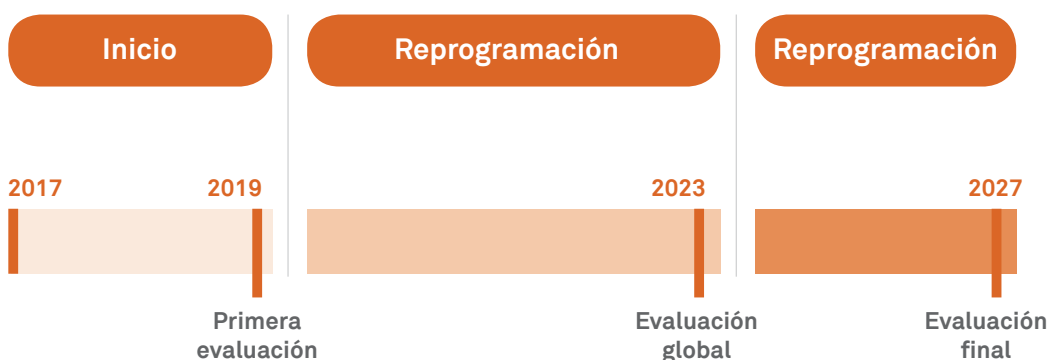 Inicio
Reprogramación
Reprogramación
2017
2019
2023
2027
Primera
evaluación
Evaluación
global
Evaluación
final